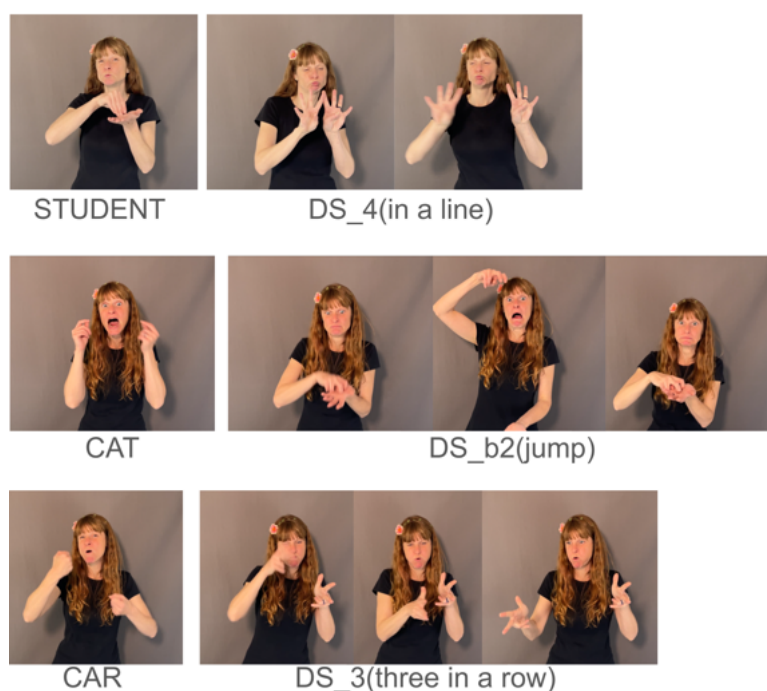 STUDENT
DS_4(in a line)
CAT
DS_b2(jump)
CAR
DS_3(three in a row)